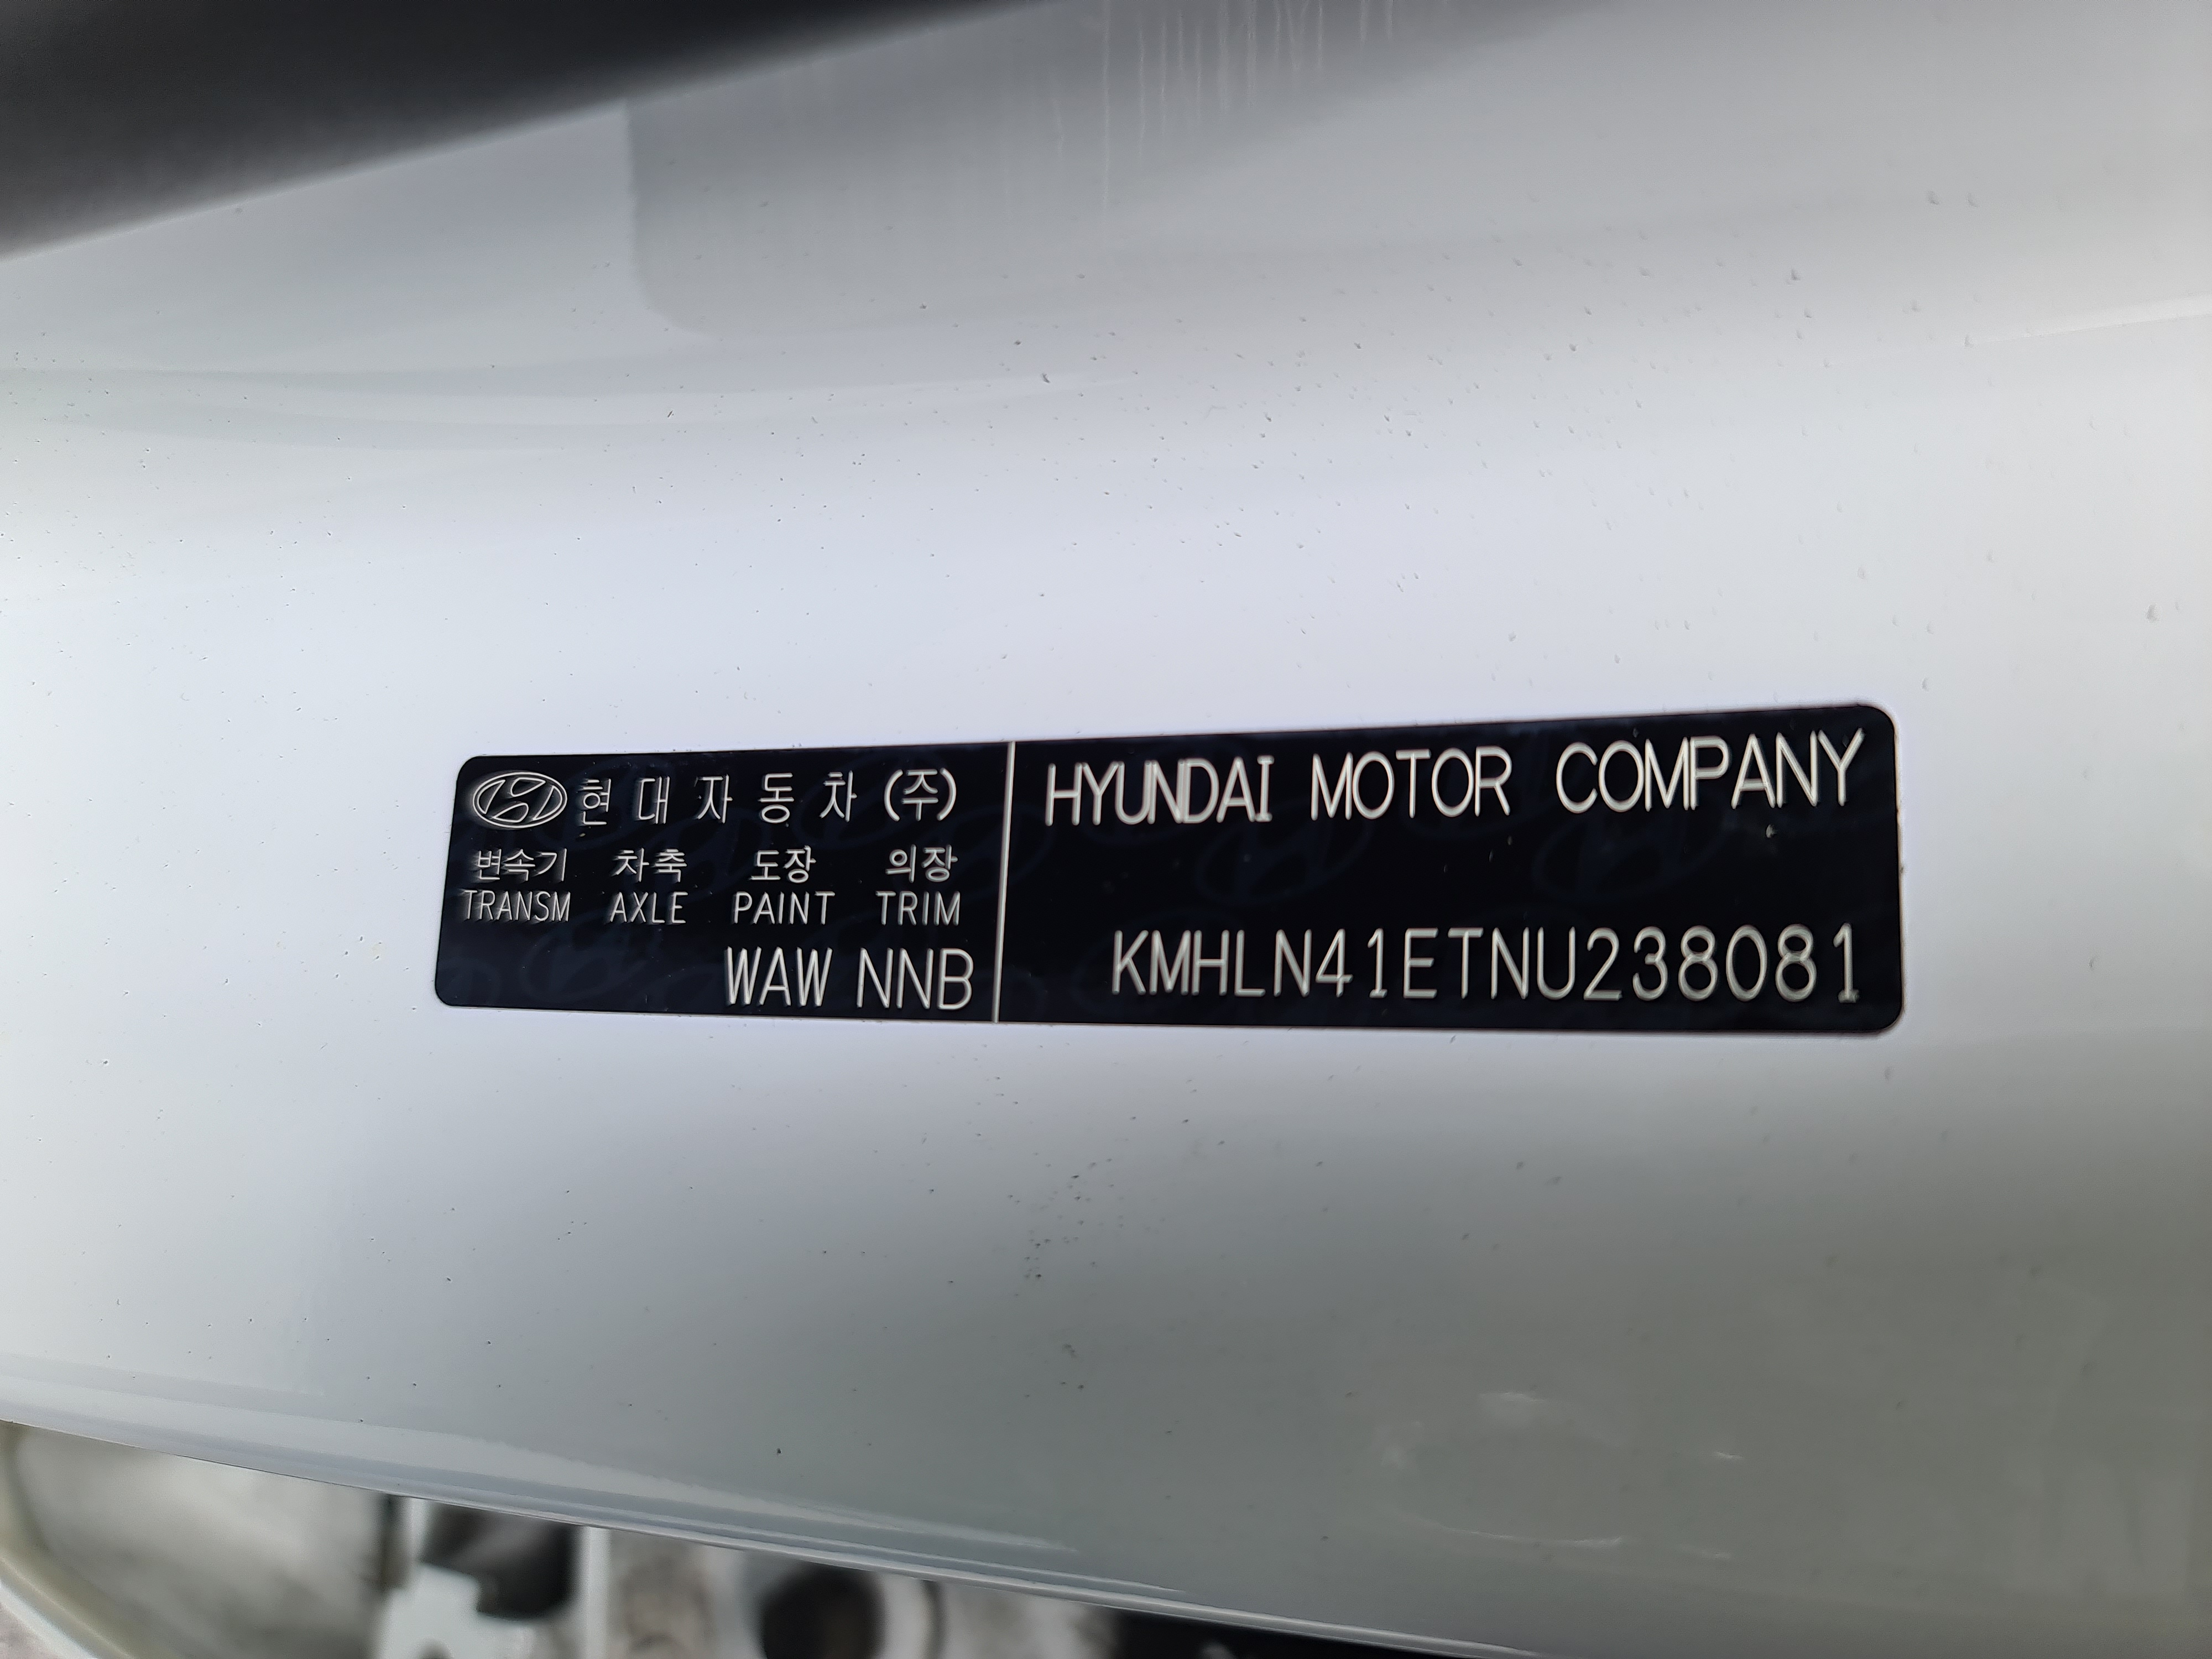 현대자동차(주)
변속기 차축 도장 의장
TRANSM AXLE PAINT TRIM
WAW NNB
HYUNDAI MOTOR COMPANY
KMHLN41ETNU238081